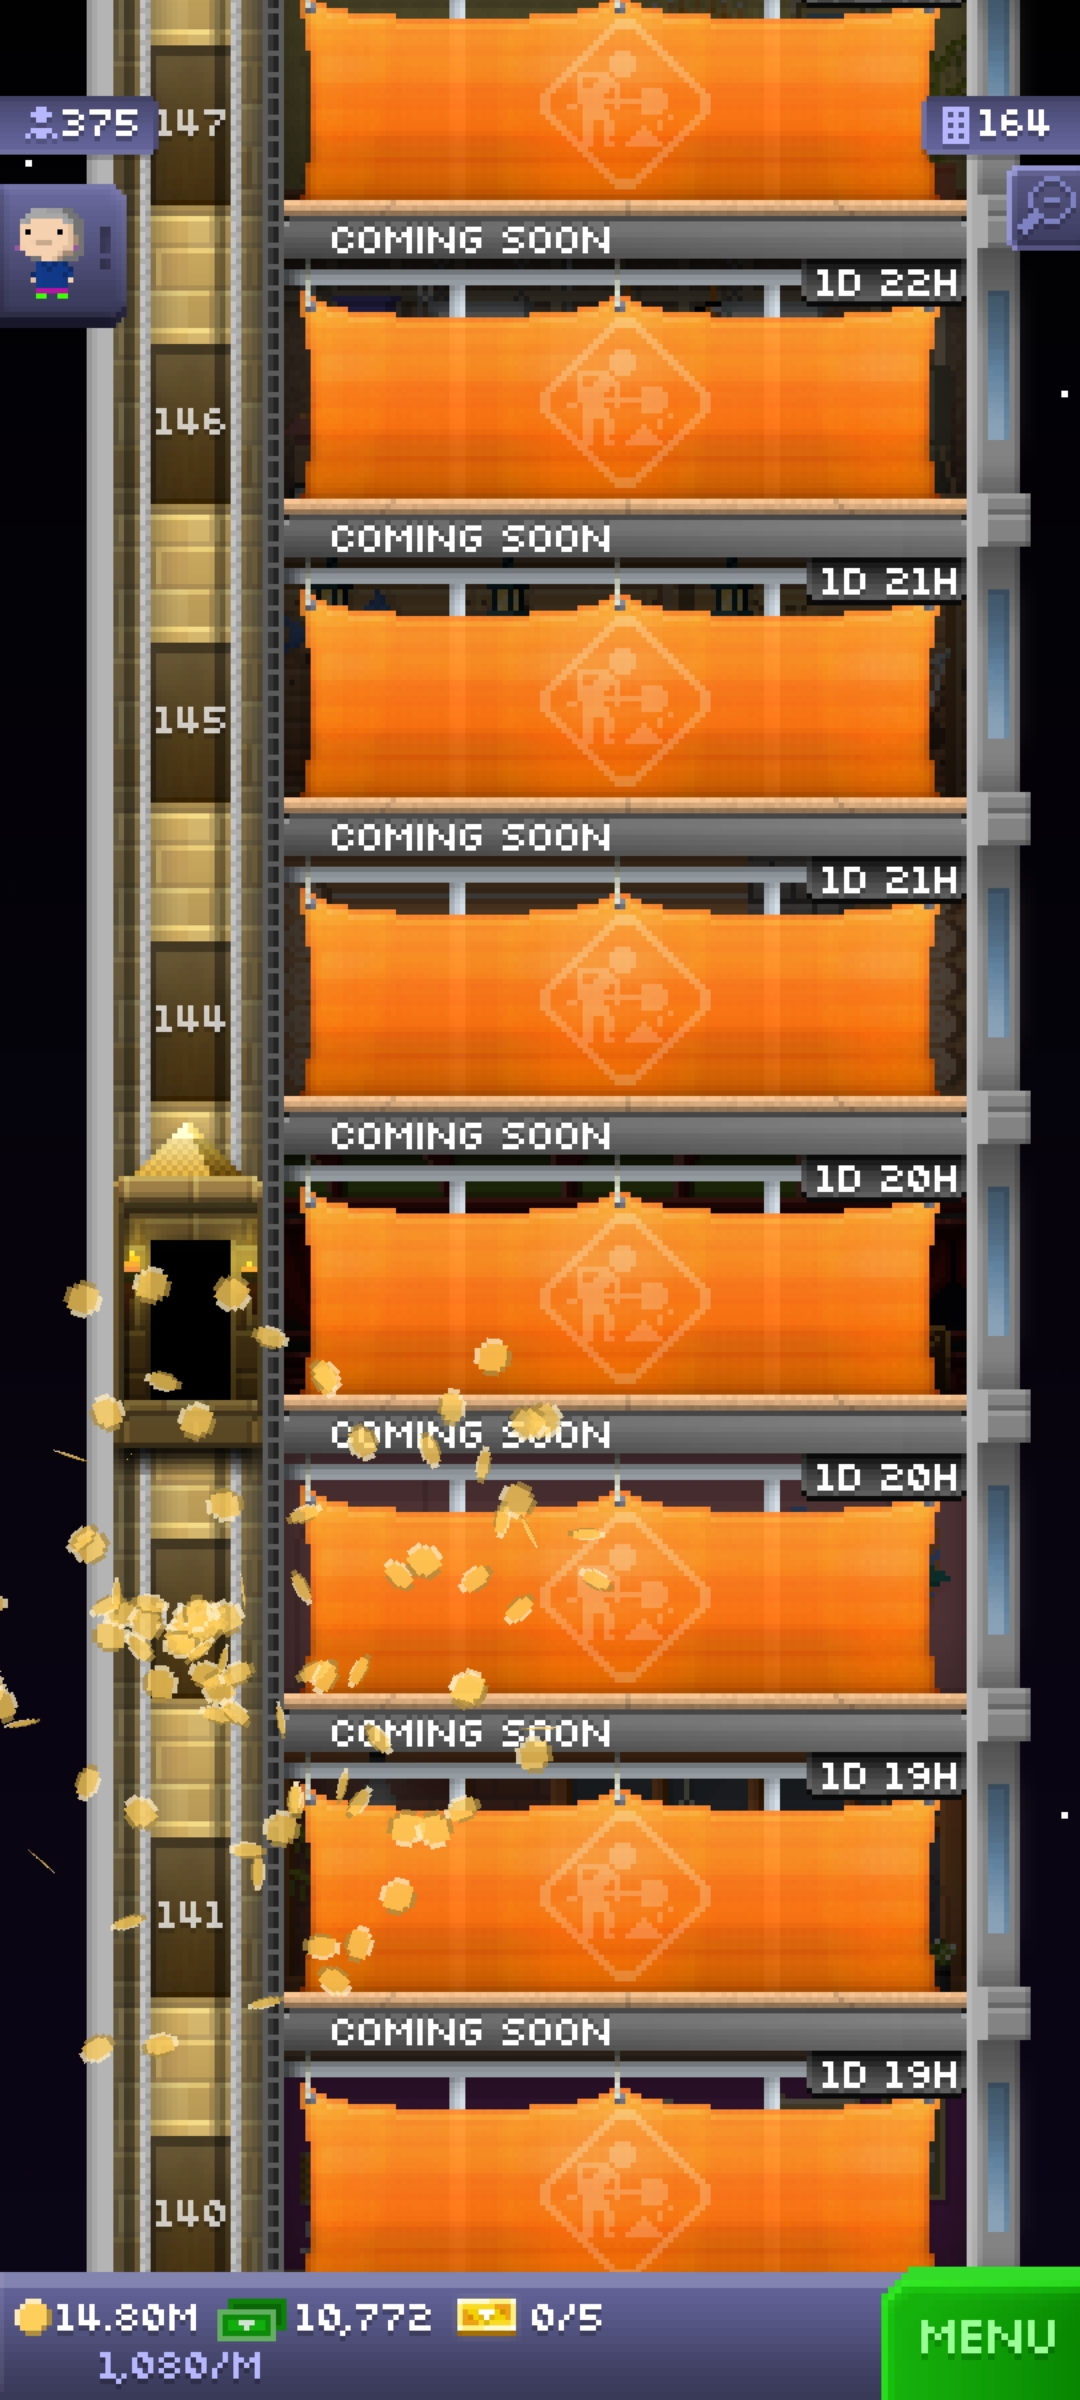 375 147 164
!
COMING SOON
1D 22H
146
COMING SOON
1D 21H
145
COMING SOON
1D 21H
144
COMING SOON
1D 20H
COMING SOON
1D 20H
COMING SOON
1D 19H
141
COMING SOON
1D 19H
140
14.80M 10,772 0/5
1,080/M
MENU